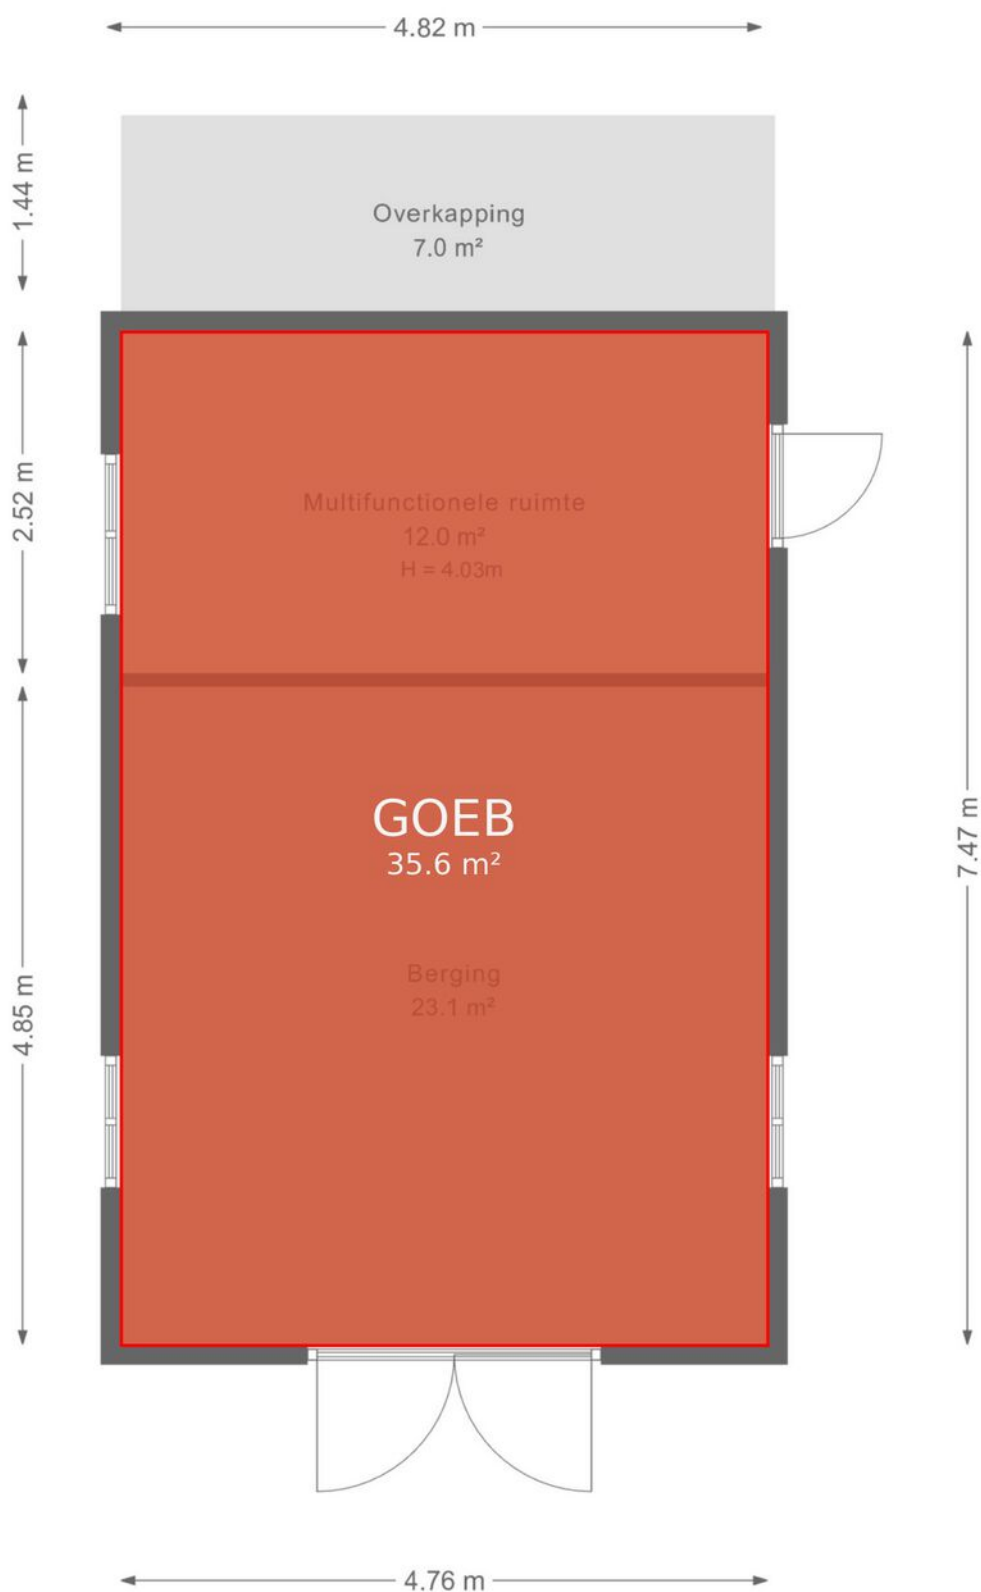 4.82 m
1.44 m
Overkapping
7.0 m²
2.52 m
Multifunctionele ruimte
12.0 m²
H = 4.03m
GOEB
35.6 m²
7.47 m
Berging
23.1 m²
4.85 m
4.76 m